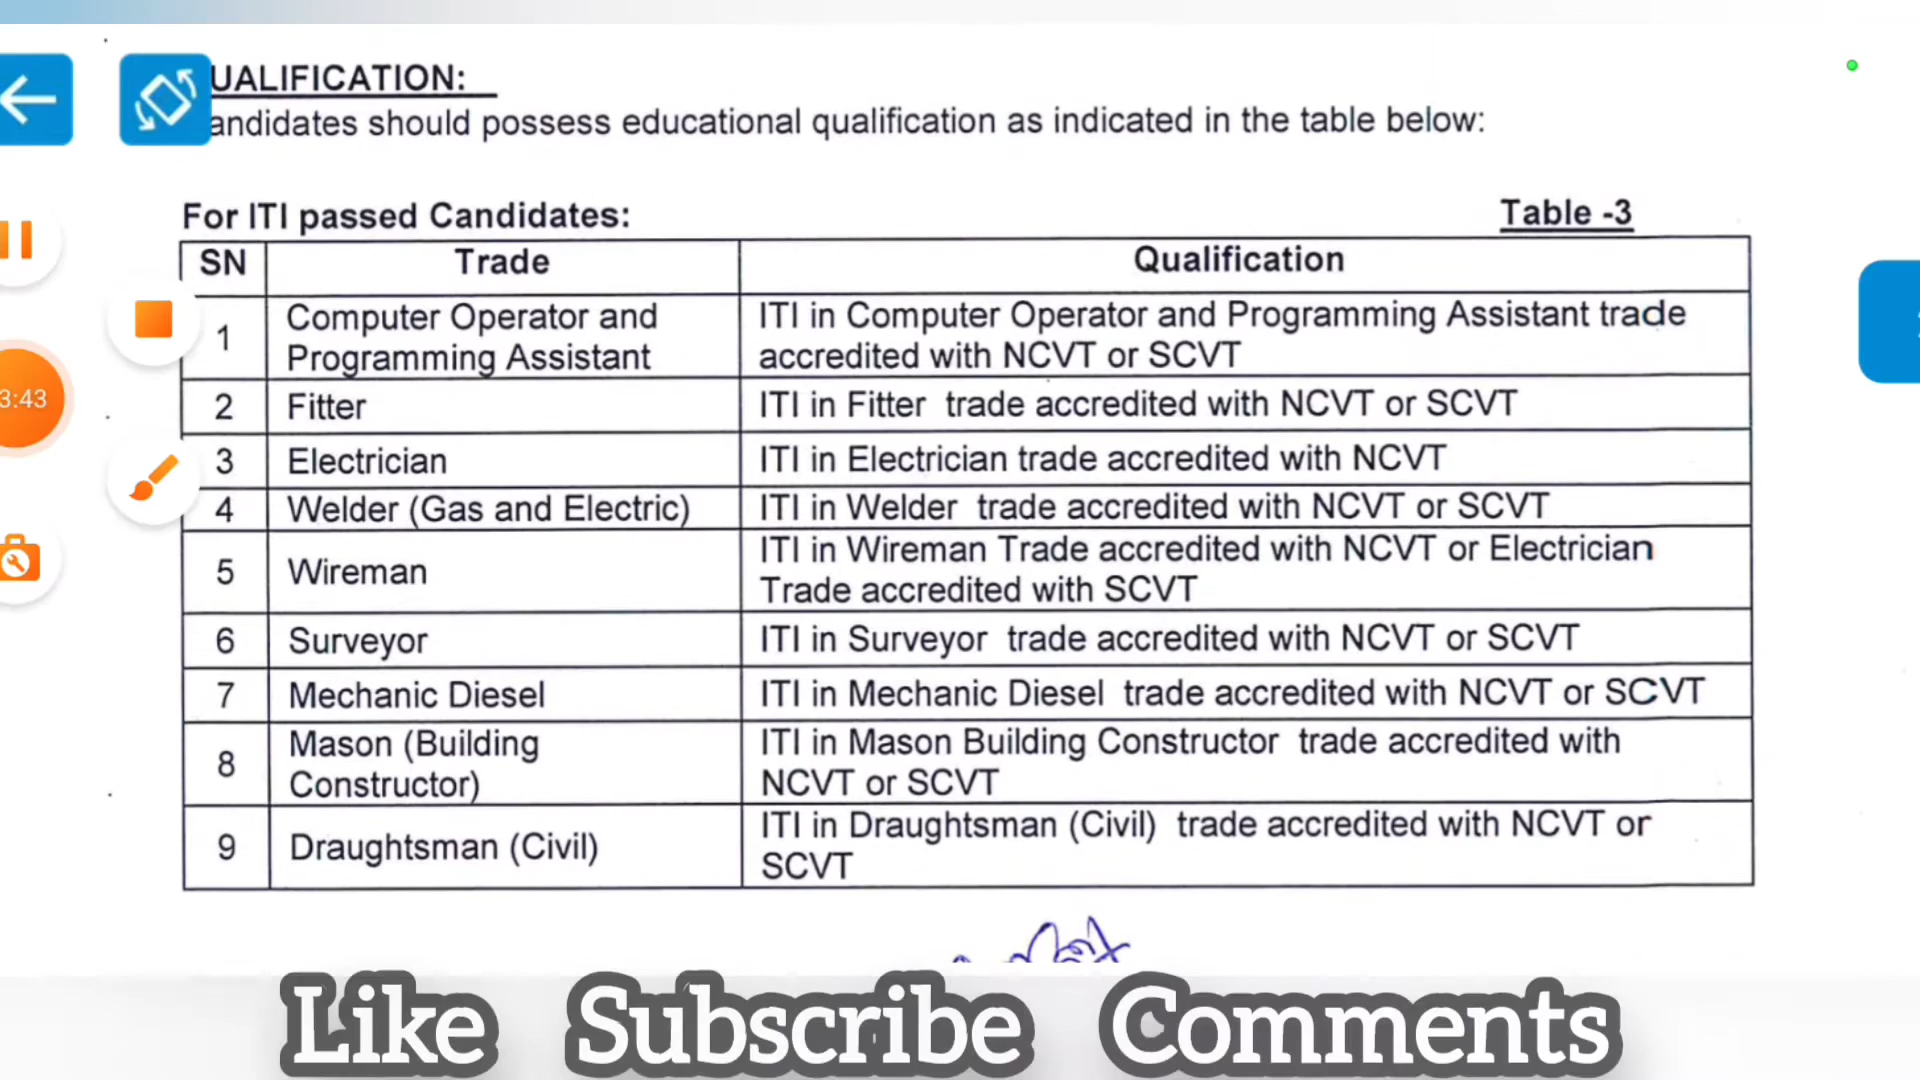 UALIFICATION:
andidates should possess educational qualification as indicated in the table below:
For ITI passed Candidates:
Table -3
SN Trade Qualification
1 Computer Operator and Programming Assistant ITI in Computer Operator and Programming Assistant trade
accredited with NCVT or SCVT
2 Fitter ITI in Fitter trade accredited with NCVT or SCVT
3 Electrician ITI in Electrician trade accredited with NCVT
4 Welder (Gas and Electric) ITI in Welder trade accredited with NCVT or SCVT
5 Wireman ITI in Wireman Trade accredited with NCVT or Electrician
Trade accredited with SCVT
6 Surveyor ITI in Surveyor trade accredited with NCVT or SCVT
7 Mechanic Diesel ITI in Mechanic Diesel trade accredited with NCVT or SCVT
8 Mason (Building Constructor) ITI in Mason Building Constructor trade accredited with
NCVT or SCVT
9 Draughtsman (Civil) ITI in Draughtsman (Civil) trade accredited with NCVT or
SCVT
3:43
Like Subscribe Comments